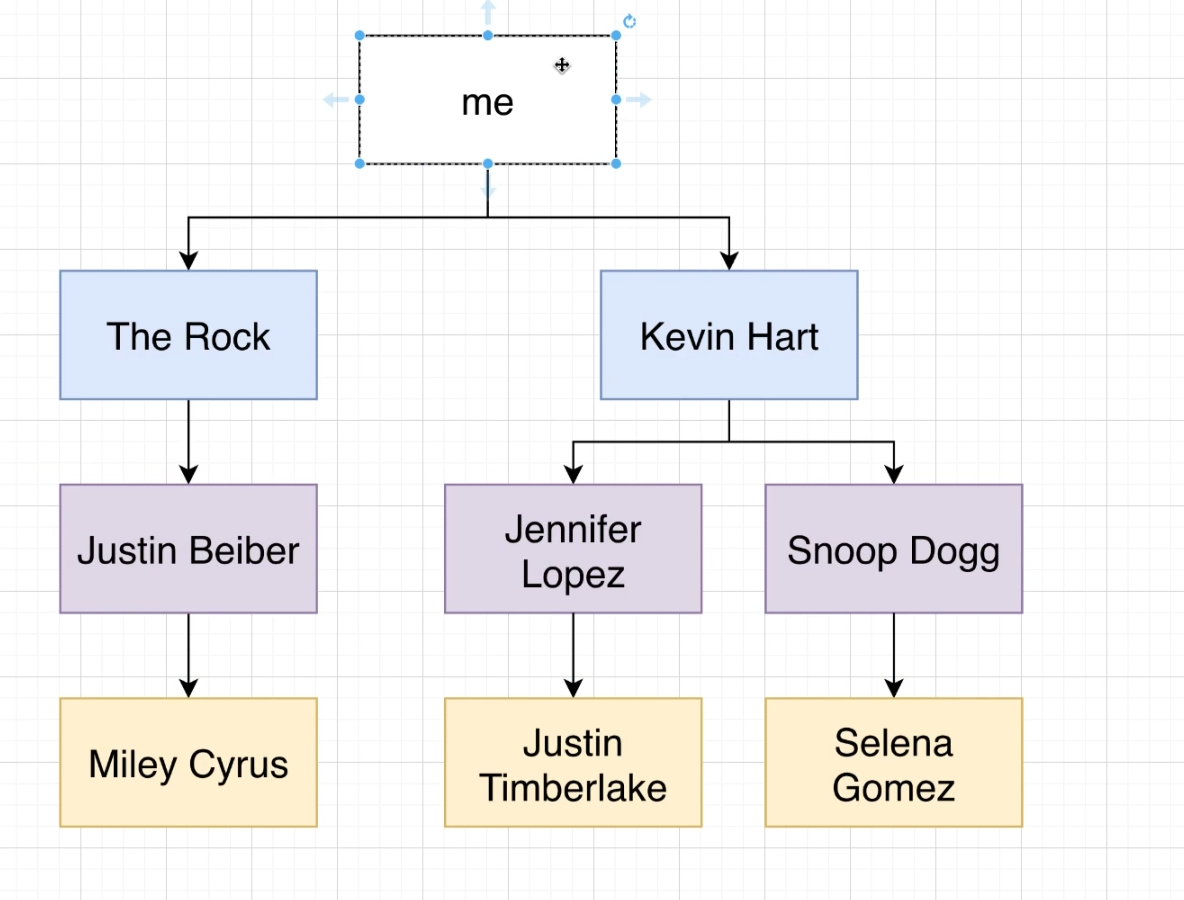 me
The Rock
Kevin Hart
Justin Beiber
Jennifer
Lopez
Snoop Dogg
Miley Cyrus
Justin
Timberlake
Selena
Gomez